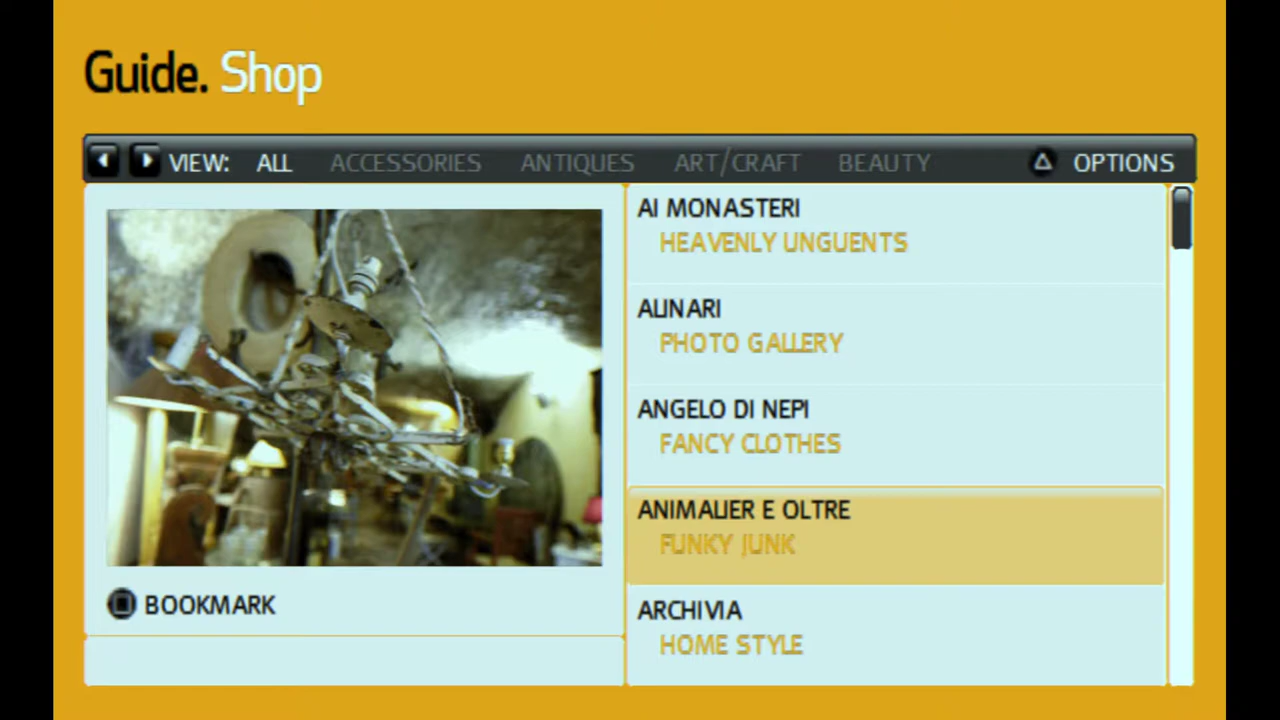 Guide. Shop
VIEW: ALL ACCESSORIES ANTIQUES ART/CRAFT BEAUTY OPTIONS
AI MONASTERI
HEAVENLY UNGUENTS
ALINARI
PHOTO GALLERY
ANGELO DI NEPI
FANCY CLOTHES
ANIMALIER E OLTRE
FUNKY JUNK
ARCHIVIA
HOME STYLE
BOOKMARK